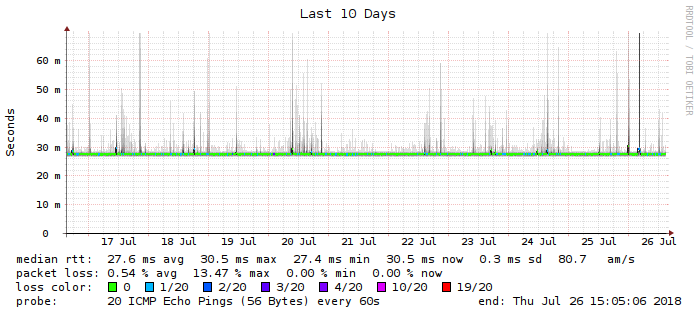 Last 10 Days
RRDTOOL / TOBI OETIKER
Seconds
60 m
50 m
40 m
30 m
20 m
10 m
0
17 Jul 18 Jul 19 Jul 20 Jul 21 Jul 22 Jul 23 Jul 24 Jul 25 Jul 26 Jul
median rtt: 27.6 ms avg 30.5 ms max 27.4 ms min 30.5 ms now 0.3 ms sd 80.7 am/s
packet loss: 0.54 % avg 13.47 % max 0.00 % min 0.00 % now
loss color: 0 1/20 2/20 3/20 4/20 10/20 19/20
probe: 20 ICMP Echo Pings (56 Bytes) every 60s end: Thu Jul 26 15:05:06 2018